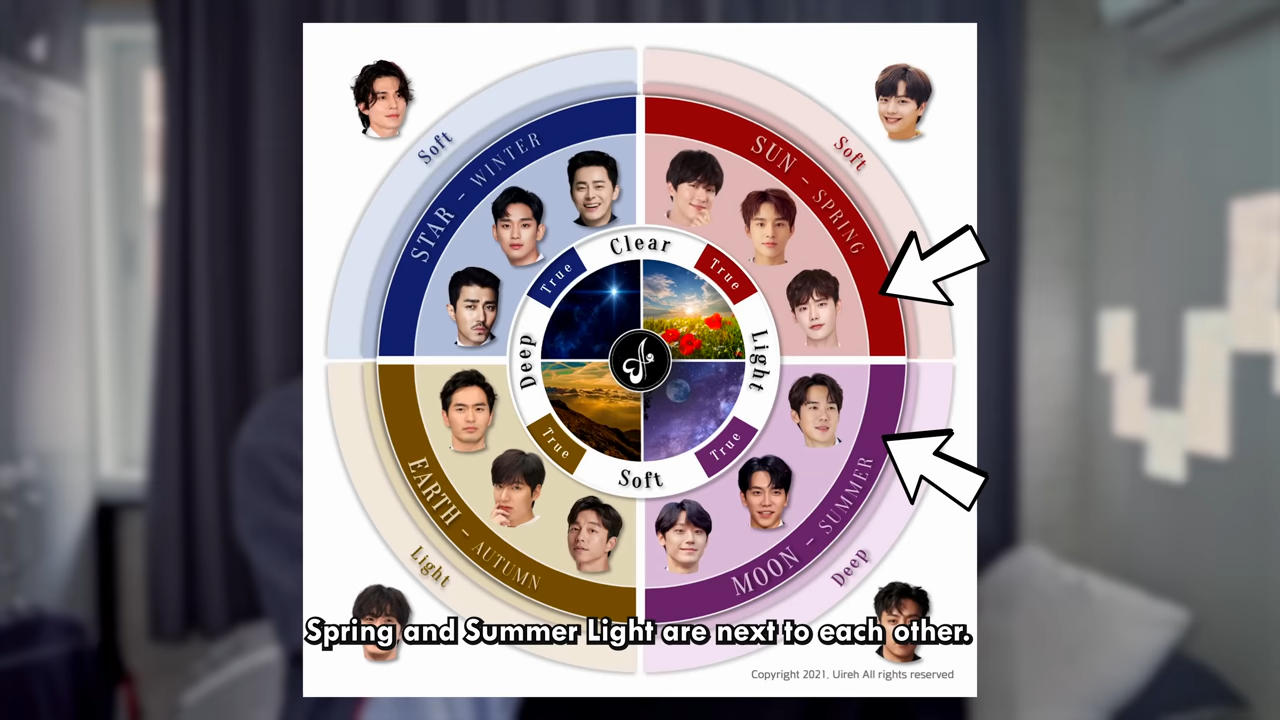 Soft
STAR - WINTER
SUN - SPRING
Soft
Clear
True
True
Deep
Light
True
True
Soft
EARTH - AUTUMN
MOON - SUMMER
Light
Deep
Spring and Summer Light are next to each other.
Copyright 2021. Uireh All rights reserved